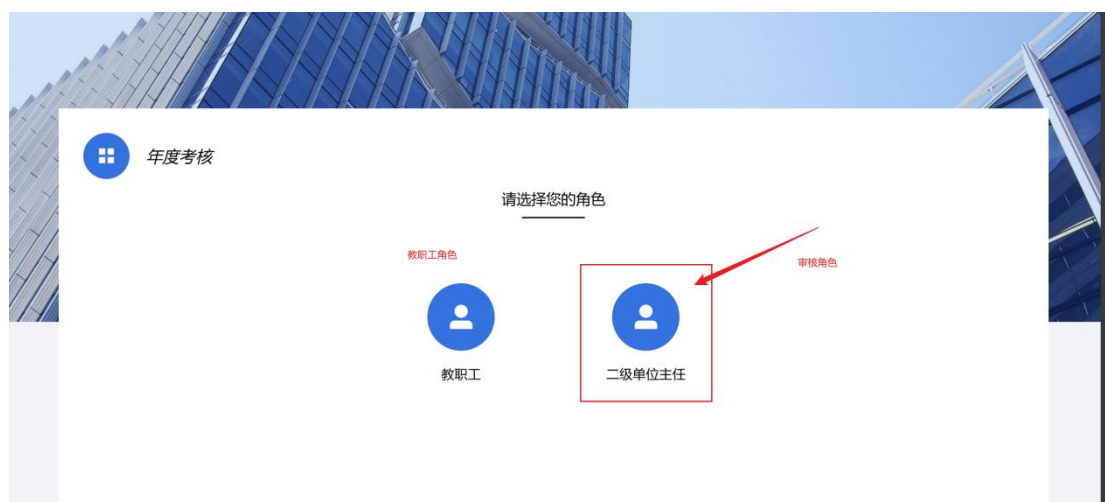 年度考核
请选择您的角色
教职工角色
审核角色
教职工
二级单位主任